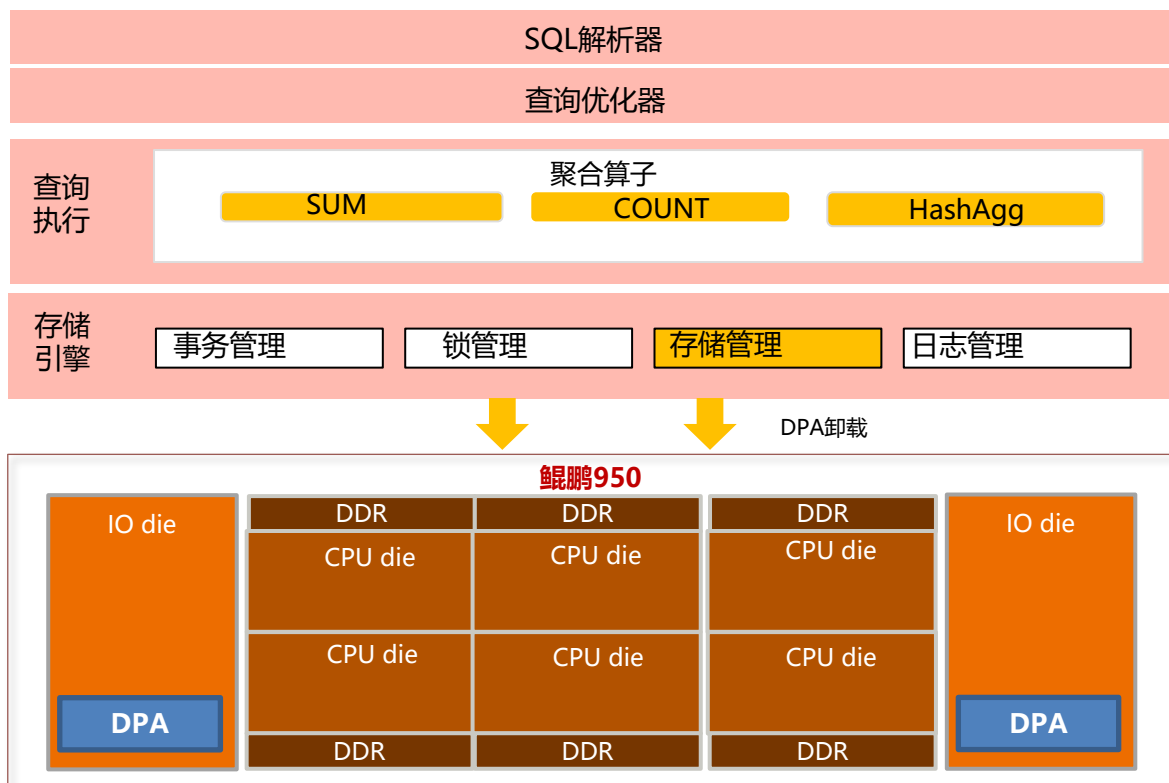 SQL解析器
查询优化器
查询
执行
聚合算子
SUM
COUNT
HashAgg
存储
引擎
事务管理
锁管理
存储管理
日志管理
DPA卸载
鲲鹏950
IO die
DDR
DDR
DDR
IO die
CPU die
CPU die
CPU die
CPU die
CPU die
CPU die
DPA
DPA
DDR
DDR
DDR